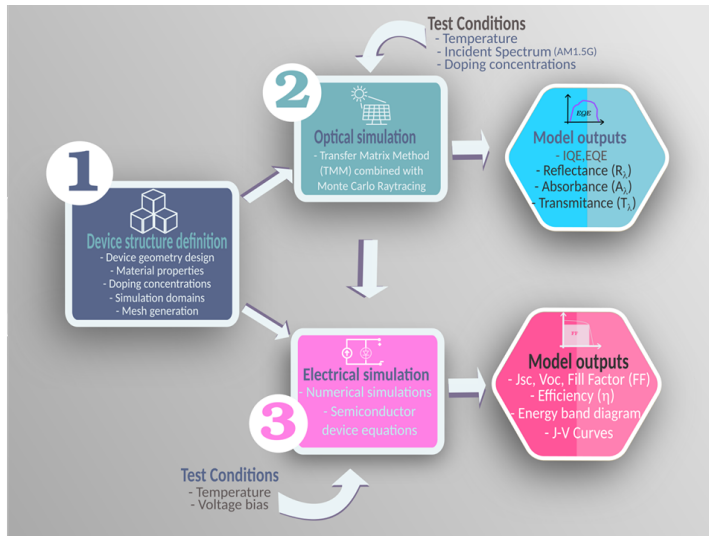 1
Device structure definition
- Device geometry design
- Material properties
- Doping concentrations
- Simulation domains
- Mesh generation
Test Conditions
- Temperature
- Incident Spectrum (AM1.5G)
- Doping concentrations
2
Optical simulation
- Transfer Matrix Method
(TMM) combined with
Monte Carlo Raytracing
EQE
Model outputs
- IQE,EQE
- Reflectance (Rλ)
- Absorbance (Aλ)
- Transmitance (Tλ)
3
Electrical simulation
- Numerical simulations
- Semiconductor
device equations
Test Conditions
- Temperature
- Voltage bias
FF
Model outputs
- Jsc, Voc, Fill Factor (FF)
- Efficiency (η)
- Energy band diagram
- J-V Curves